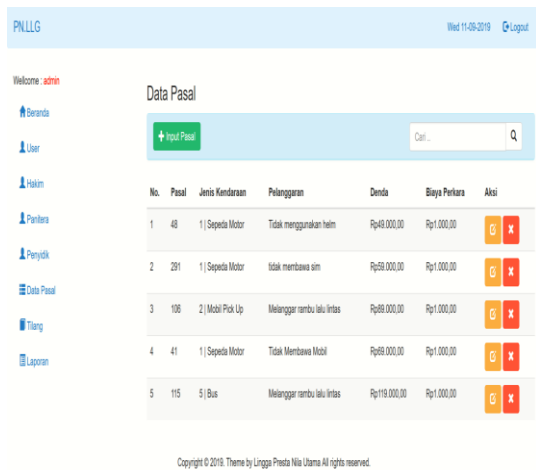 PN.LLG Wed 11-09-2019 Logout
Wellcome : admin
Beranda
User
Hakim
Panitera
Penyidik
Data Pasal
Tilang
Laporan
Data Pasal
+ Input Pasal Cari...
No. Pasal Jenis Kendaraan Pelanggaran Denda Biaya Perkara Aksi
1 48 1 | Sepeda Motor Tidak menggunakan helm Rp49.000,00 Rp1.000,00
2 291 1 | Sepeda Motor tidak membawa sim Rp59.000,00 Rp1.000,00
3 106 2 | Mobil Pick Up Melanggar rambu lalu lintas Rp89.000,00 Rp1.000,00
4 41 1 | Sepeda Motor Tidak Membawa Mobil Rp69.000,00 Rp1.000,00
5 115 5 | Bus Melanggar rambu lalu lintas Rp119.000,00 Rp1.000,00
Copyright © 2019. Theme by Lingga Presta Nila Utama All rights reserved.